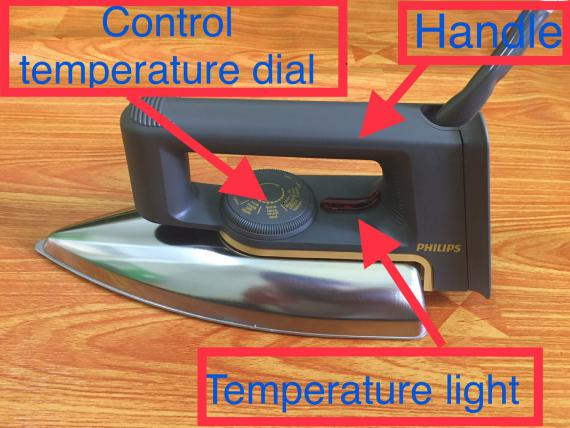 Control
temperature dial
Handle
PHILIPS
Temperature light